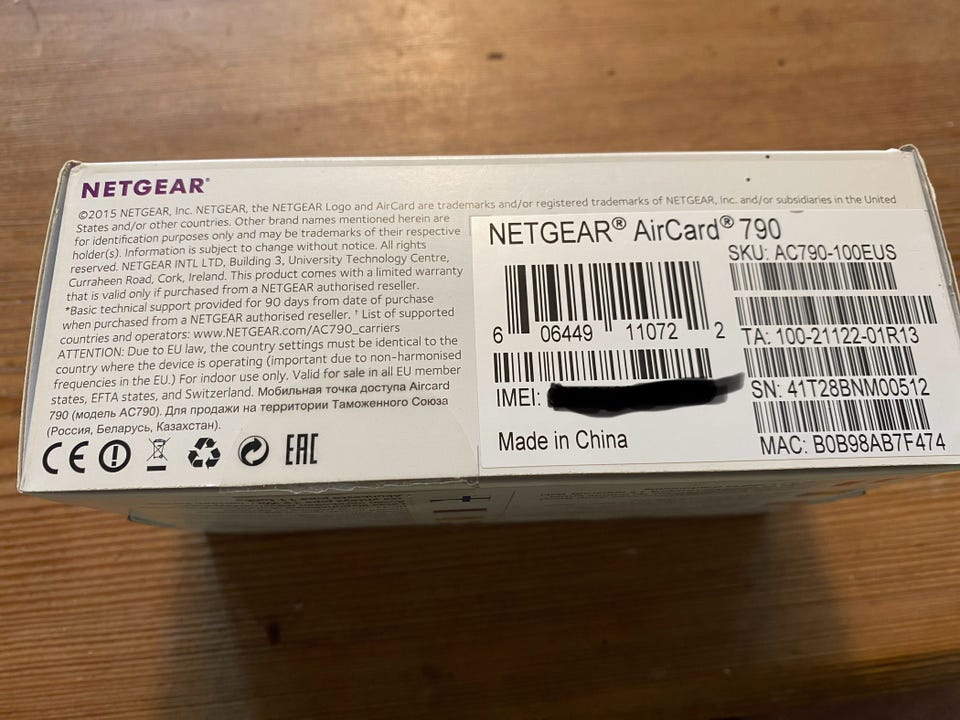 NETGEAR®
©2015 NETGEAR, Inc. NETGEAR, the NETGEAR Logo and AirCard are trademarks and/or registered trademarks of NETGEAR, Inc. and/or subsidiaries in the United
States and/or other countries. Other brand names mentioned herein are
for identification purposes only and may be trademarks of their respective
holder(s). Information is subject to change without notice. All rights
reserved. NETGEAR INTL LTD, Building 3, University Technology Centre,
Curraheen Road, Cork, Ireland. This product comes with a limited warranty
that is valid only if purchased from a NETGEAR authorised reseller.
*Basic technical support provided for 90 days from date of purchase
when purchased from a NETGEAR authorised reseller. † List of supported
countries and operators: www.NETGEAR.com/AC790_carriers
ATTENTION: Due to EU law, the country settings must be identical to the
country where the device is operating (important due to non-harmonised
frequencies in the EU.) For indoor use only. Valid for sale in all EU member
states, EFTA states, and Switzerland. Мобильная точка доступа Aircard
790 (модель AC790). Для продажи на территории Таможенного Союза
(Россия, Беларусь, Казахстан).
CE
EAC
NETGEAR® AirCard® 790
SKU: AC790-100EUS
6 06449 11072 2
TA: 100-21122-01R13
IMEI:
SN: 41T28BNM00512
Made in China
MAC: B0B98AB7F474